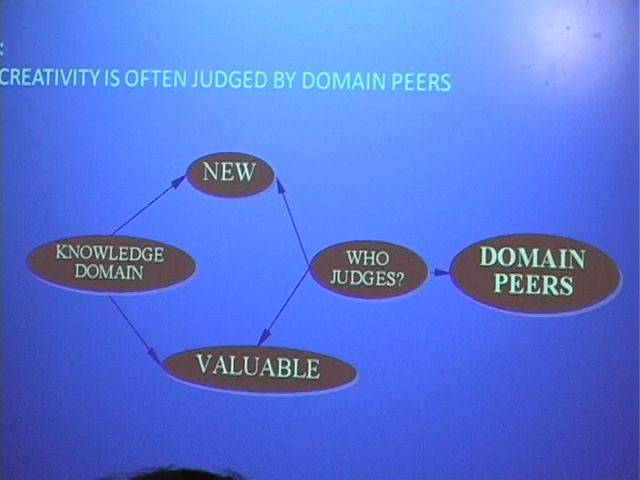 :
CREATIVITY IS OFTEN JUDGED BY DOMAIN PEERS
NEW
KNOWLEDGE
DOMAIN
WHO
JUDGES?
DOMAIN
PEERS
VALUABLE